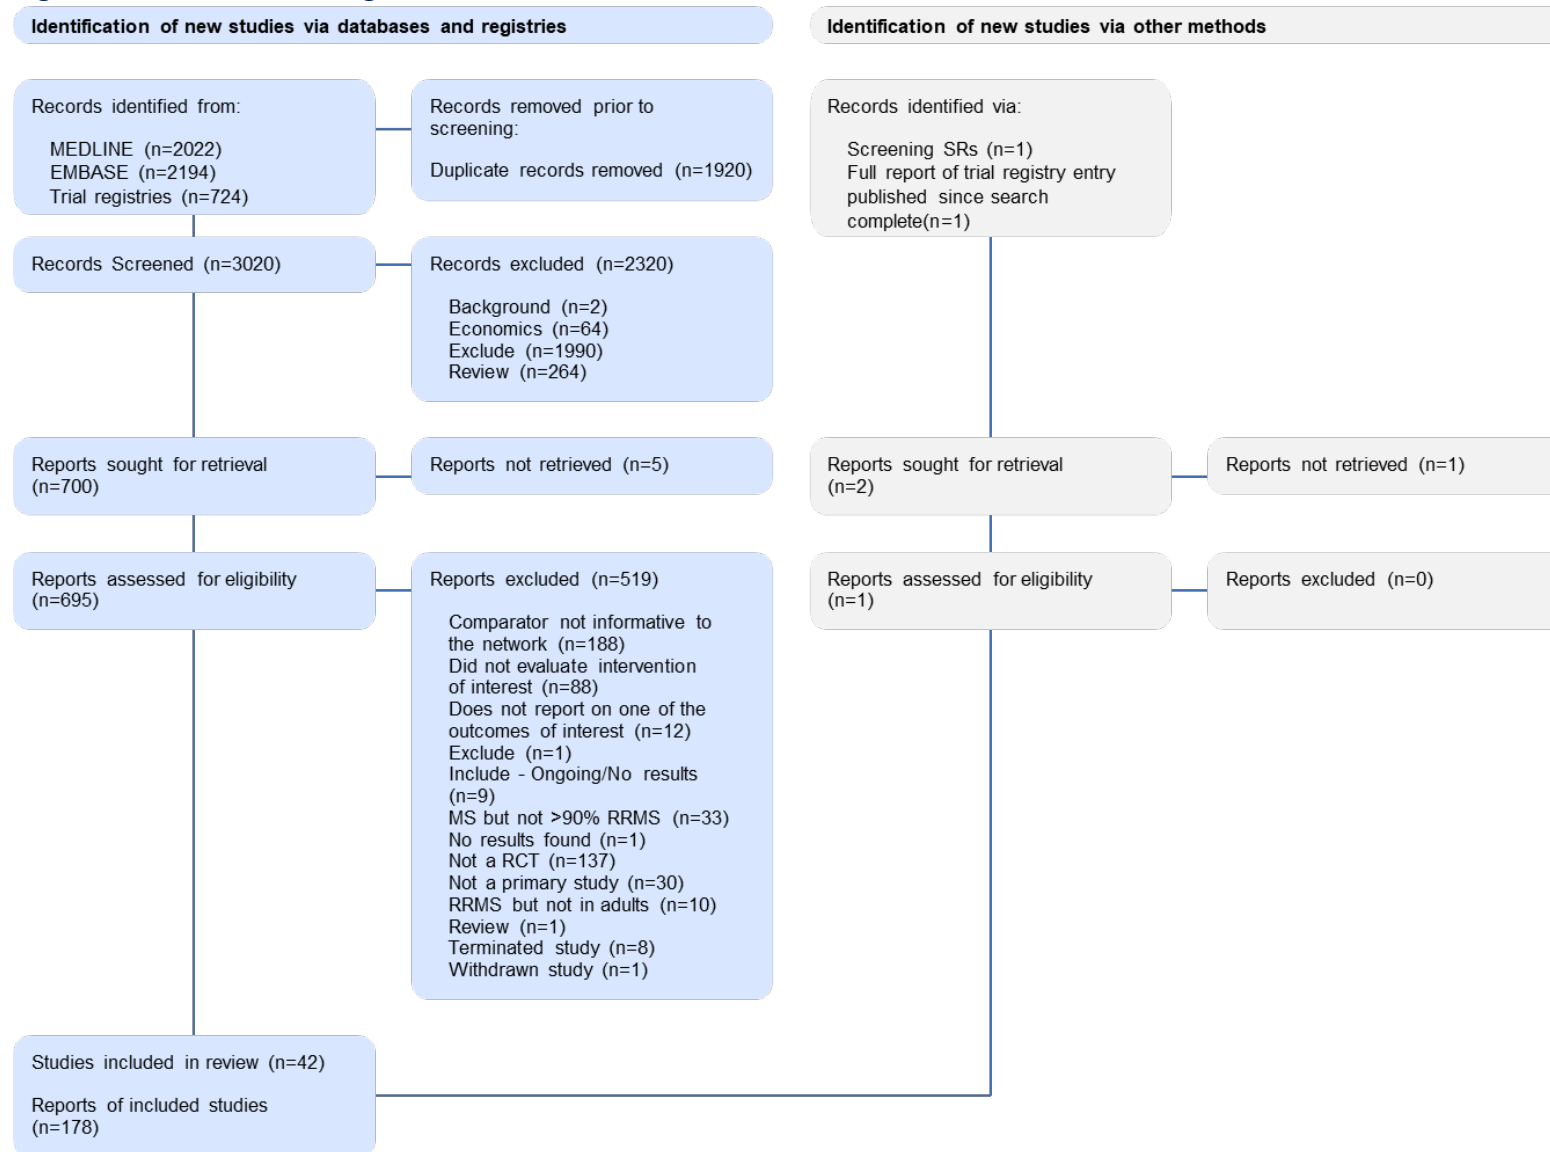 Identification of new studies via databases and registries
Identification of new studies via other methods
Records identified from:
MEDLINE (n=2022)
EMBASE (n=2194)
Trial registries (n=724)
Records removed prior to
screening:
Duplicate records removed (n=1920)
Records identified via:
Screening SRs (n=1)
Full report of trial registry entry
published since search
complete(n=1)
Records Screened (n=3020)
Records excluded (n=2320)
Background (n=2)
Economics (n=64)
Exclude (n=1990)
Review (n=264)
Reports sought for retrieval
(n=700)
Reports not retrieved (n=5)
Reports sought for retrieval
(n=2)
Reports not retrieved (n=1)
Reports assessed for eligibility
(n=695)
Reports excluded (n=519)
Comparator not informative to
the network (n=188)
Did not evaluate intervention
of interest (n=88)
Does not report on one of the
outcomes of interest (n=12)
Exclude (n=1)
Include - Ongoing/No results
(n=9)
MS but not >90% RRMS (n=33)
No results found (n=1)
Not a RCT (n=137)
Not a primary study (n=30)
RRMS but not in adults (n=10)
Review (n=1)
Terminated study (n=8)
Withdrawn study (n=1)
Reports assessed for eligibility
(n=1)
Reports excluded (n=0)
Studies included in review (n=42)
Reports of included studies
(n=178)